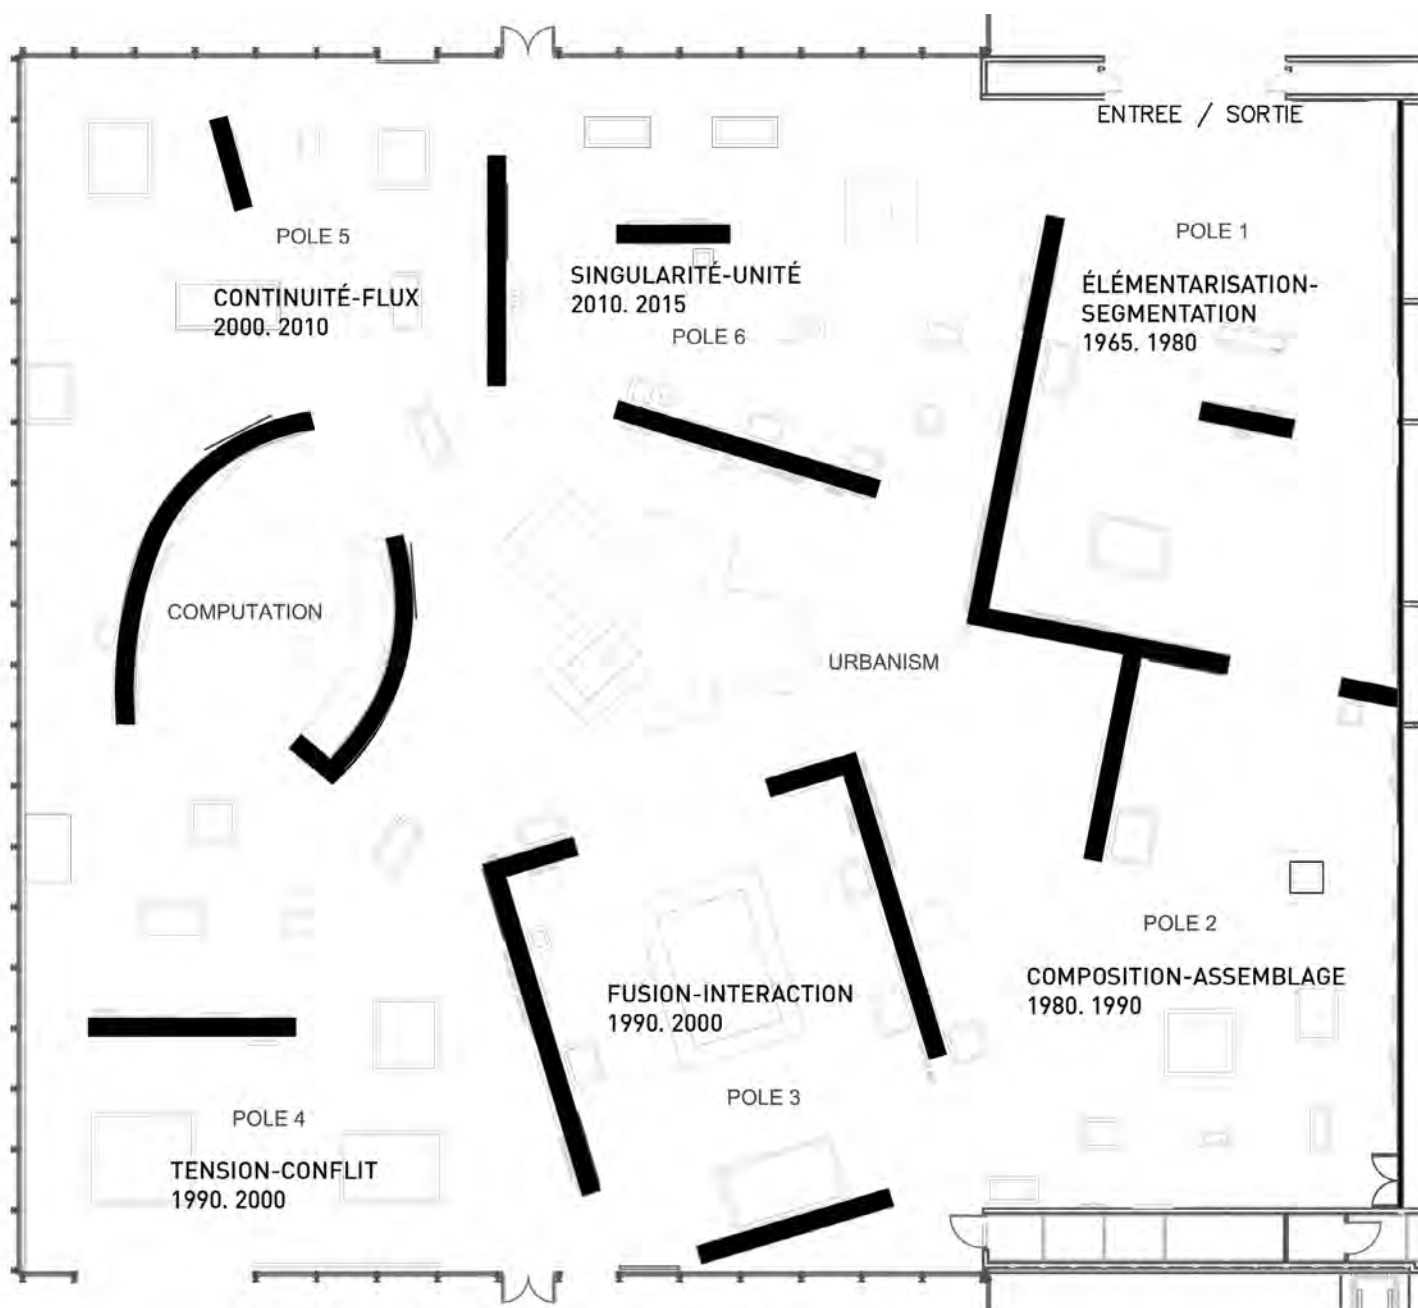 ENTREE / SORTIE
POLE 1
ÉLÉMENTARISATION-
SEGMENTATION
1965. 1980
POLE 5
CONTINUITÉ-FLUX
2000. 2010
SINGULARITÉ-UNITÉ
2010. 2015
POLE 6
COMPUTATION
URBANISM
POLE 2
COMPOSITION-ASSEMBLAGE
1980. 1990
FUSION-INTERACTION
1990. 2000
POLE 3
POLE 4
TENSION-CONFLIT
1990. 2000